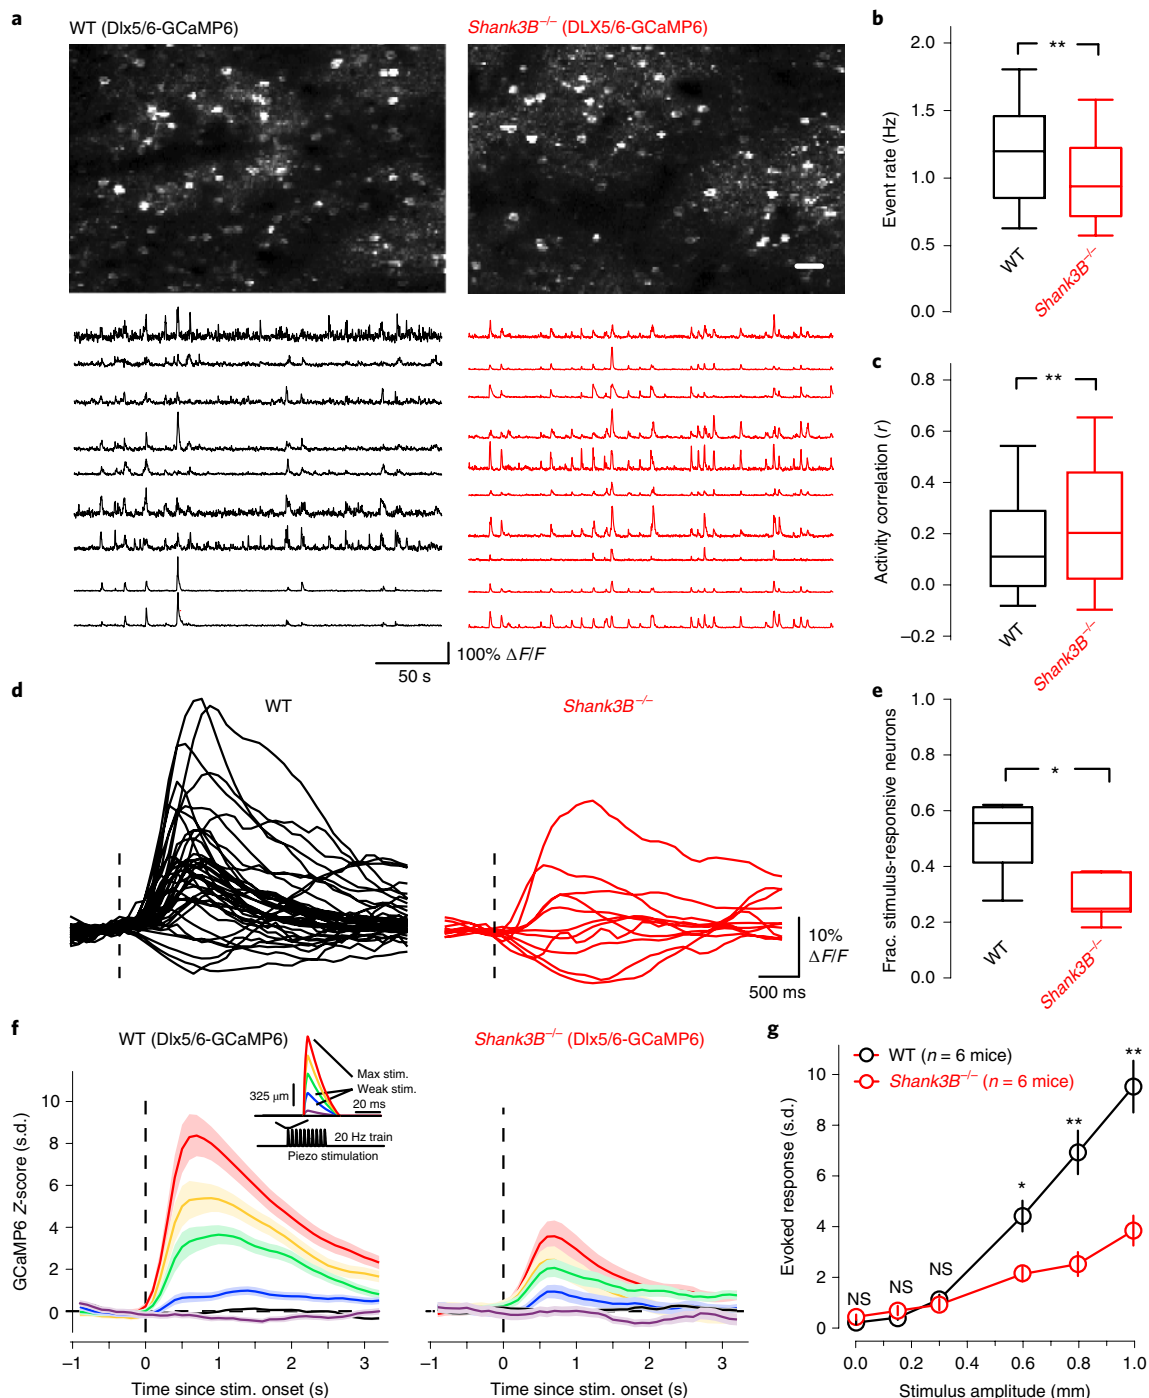 a
WT (Dlx5/6-GCaMP6)
Shank3B–/– (DLX5/6-GCaMP6)
100% ΔF/F
50 s
b
Event rate (Hz)
2.0
1.5
1.0
0.5
0.0
**
WT
Shank3B–/–
c
Activity correlation (r)
0.8
0.6
0.4
0.2
0.0
–0.2
**
WT
Shank3B–/–
d
WT
Shank3B–/–
10%
ΔF/F
500 ms
e
Frac. stimulus-responsive neurons
1.0
0.8
0.6
0.4
0.2
0.0
*
WT
Shank3B–/–
f
WT (Dlx5/6-GCaMP6)
Shank3B–/– (Dlx5/6-GCaMP6)
Max stim.
Weak stim.
325 μm
20 ms
20 Hz train
Piezo stimulation
GCaMP6 Z-score (s.d.)
10
8
6
4
2
0
–1 0 1 2 3
Time since stim. onset (s)
–1 0 1 2 3
Time since stim. onset (s)
g
WT (n = 6 mice)
Shank3B–/– (n = 6 mice)
Evoked response (s.d.)
10
8
6
4
2
0
NS
NS
NS
*
**
**
0.0 0.2 0.4 0.6 0.8 1.0
Stimulus amplitude (mm)